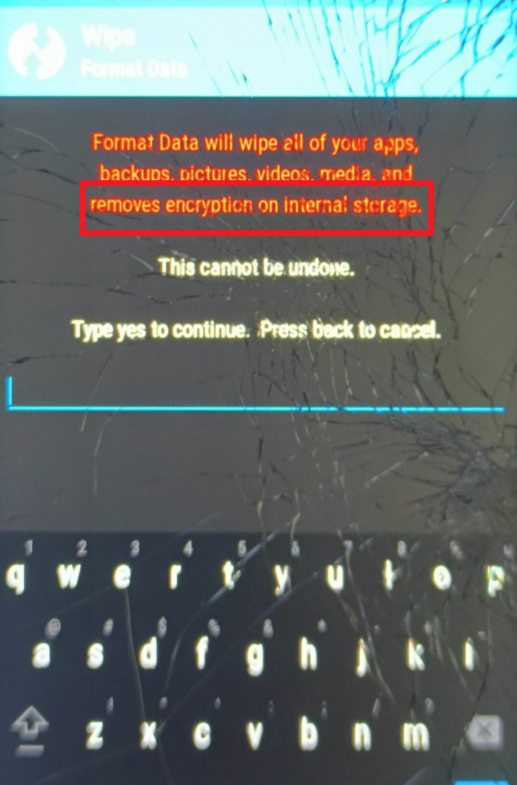 Wipe
Format Data
Format Data will wipe all of your apps,
backups, pictures, videos, media, and
removes encryption on internal storage.
This cannot be undone.
Type yes to continue. Press back to cancel.
1 2 3 4 5 6 7 8
q w e r t y u i o p
a s d f g h j k l
z x c v b n m